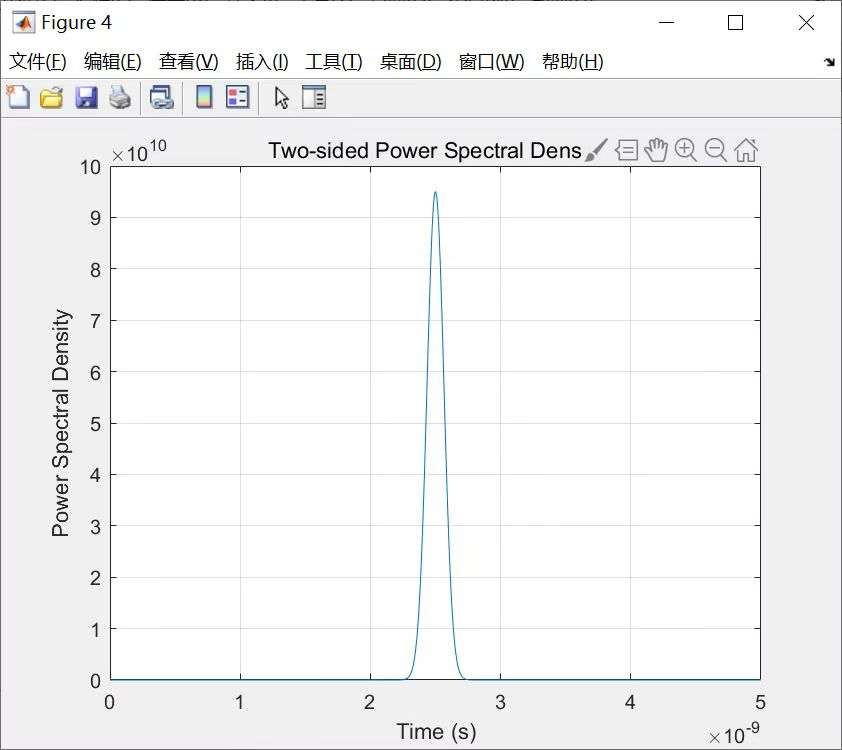 Figure 4
文件(F) 编辑(E) 查看(V) 插入(I) 工具(T) 桌面(D) 窗口(W) 帮助(H)
Two-sided Power Spectral Dens
×10^10
10
9
8
7
6
5
4
3
2
1
0
Power Spectral Density
0 1 2 3 4 5
Time (s)
×10^-9